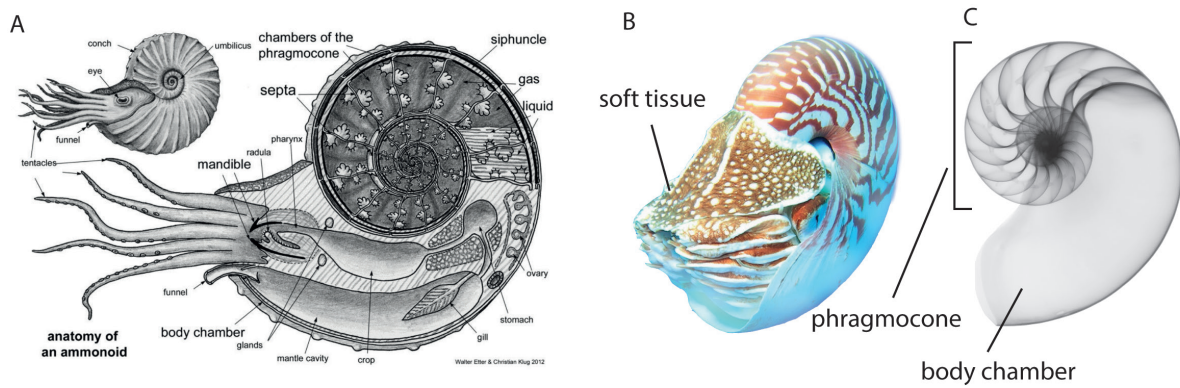 A
conch
umbilicus
eye
funnel
tentacles
chambers of the
phragmocone
siphuncle
septa
gas
liquid
pharynx
radula
mandible
funnel
ovary
stomach
body chamber
glands
gill
mantle cavity
crop
anatomy of
an ammonoid
Walter Etter & Christian Klug 2012
B
soft tissue
C
phragmocone
body chamber